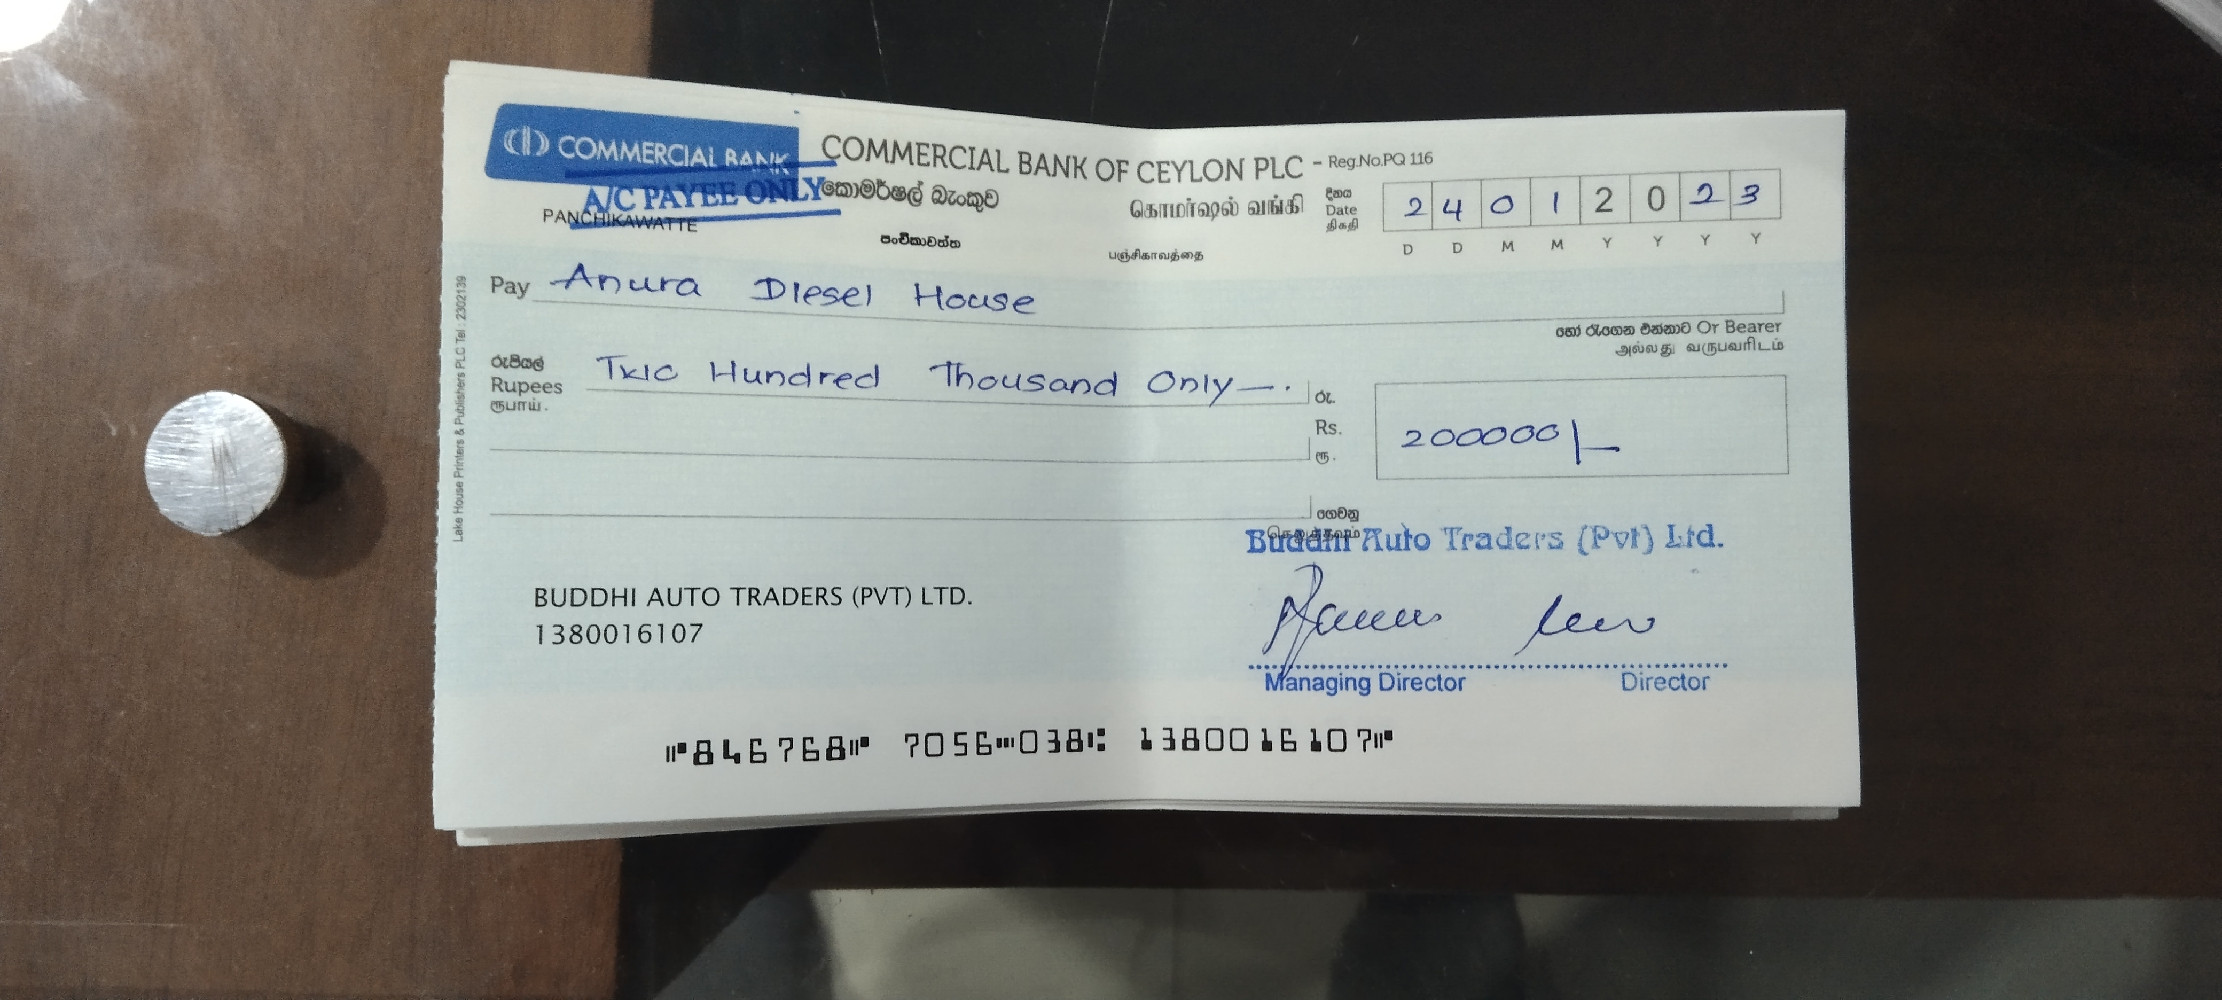 COMMERCIAL BANK
COMMERCIAL BANK OF CEYLON PLC - Reg.No.PQ 116
A/C PAYEE ONLY
කොමර්ෂල් බැංකුව
கொமர்ஷல் வங்கி
PANCHIKAWATTE
පංචිකාවත්ත
பஞ்சிகாவத்தை
දිනය
Date
திகதி
2 4 0 1 2 0 2 3
D D M M Y Y Y Y
Pay Anura Diesel House
හෝ රැගෙන එන්නාට Or Bearer
அல்லது வருபவரிடம்
රුපියල්
Rupees
ரூபாய்.
Two Hundred Thousand Only —.
රු.
Rs.
ரூ.
200000/—
ගෙවනු
Buddhi Auto Traders (Pvt) Ltd.
BUDDHI AUTO TRADERS (PVT) LTD.
1380016107
Managing Director Director
⑈846768⑈ 7056⑉038⑆ 1380016107⑈
Lake House Printers & Publishers PLC Tel : 2302139